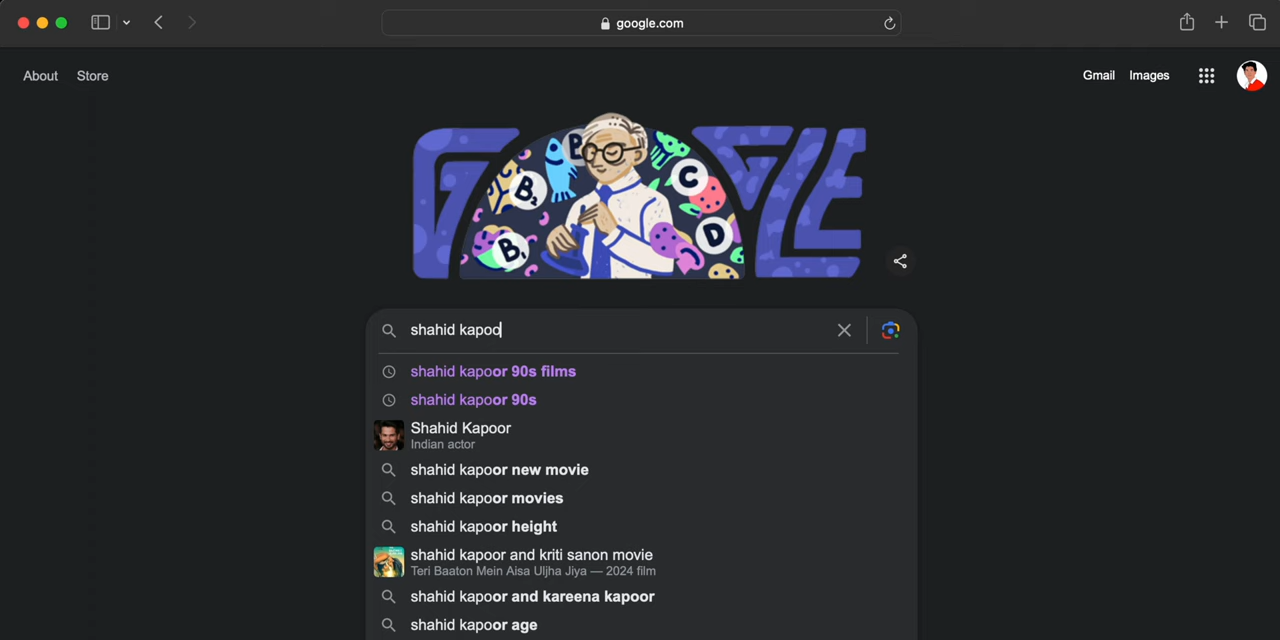 google.com
About Store Gmail Images
B
B₂
C
B₁
D
shahid kapoo
shahid kapoor 90s films
shahid kapoor 90s
Shahid Kapoor
Indian actor
shahid kapoor new movie
shahid kapoor movies
shahid kapoor height
shahid kapoor and kriti sanon movie
Teri Baaton Mein Aisa Uljha Jiya — 2024 film
shahid kapoor and kareena kapoor
shahid kapoor age